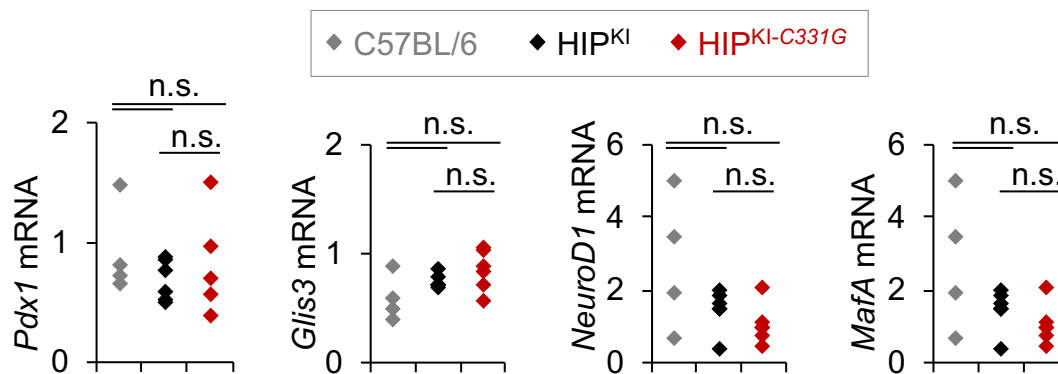 C57BL/6 HIPKI HIPKI-C331G
n.s. n.s. n.s. n.s.
n.s. n.s. n.s. n.s.
Pdx1 mRNA
2
1
0
Glis3 mRNA
2
1
0
NeuroD1 mRNA
6
4
2
0
MafA mRNA
6
4
2
0